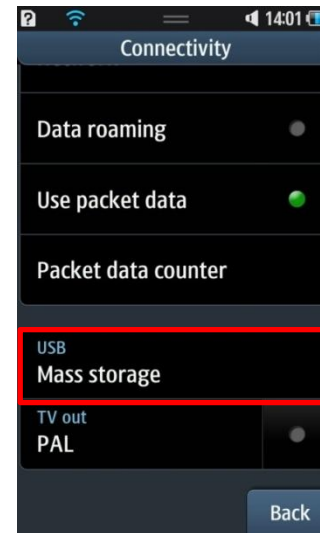 14:01
Connectivity
Data roaming
Use packet data
Packet data counter
USB
Mass storage
TV out
PAL
Back